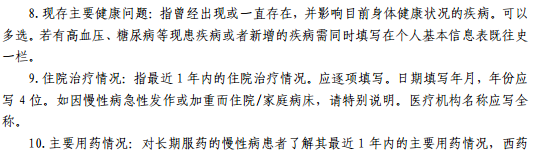 8.现存主要健康问题：指曾经出现或一直存在，并影响目前身体健康状况的疾病。可以
多选。若有高血压、糖尿病等现患疾病或者新增的疾病需同时填写在个人基本信息表既往史
一栏。
9.住院治疗情况：指最近 1 年内的住院治疗情况。应逐项填写。日期填写年月，年份应
写 4 位。如因慢性病急性发作或加重而住院/家庭病床，请特别说明。医疗机构名称应写全
称。
10.主要用药情况：对长期服药的慢性病患者了解其最近 1 年内的主要用药情况，西药